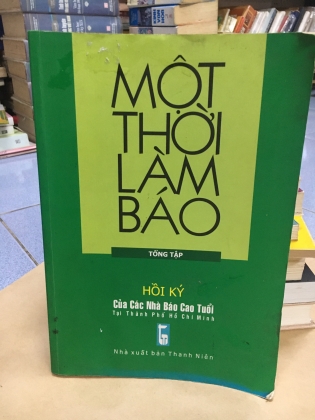 MỘT
THỜI
LÀM
BÁO
TỔNG TẬP
HỒI KÝ
Của Các Nhà Báo Cao Tuổi
Tại Thành Phố Hồ Chí Minh
Nhà xuất bản Thanh Niên